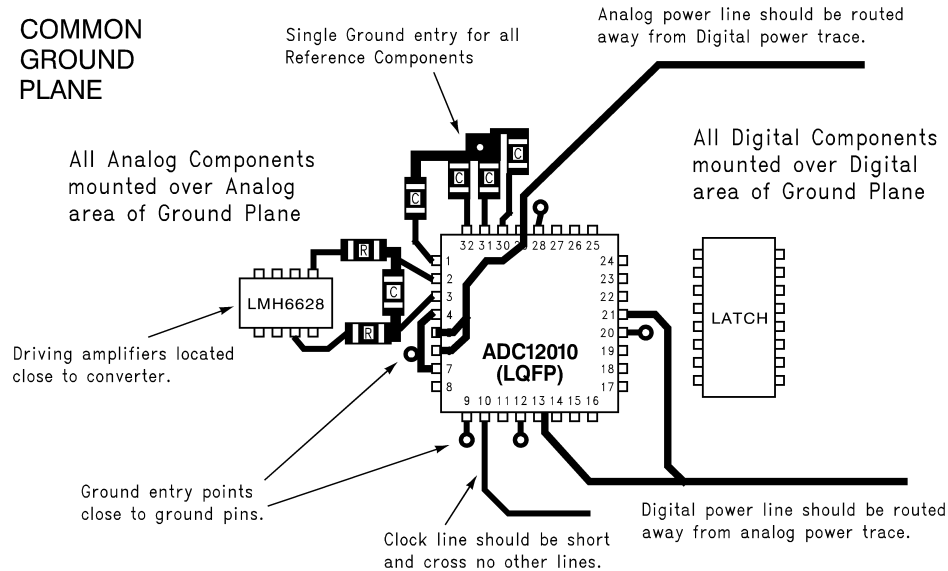 COMMON
GROUND
PLANE
Single Ground entry for all
Reference Components
Analog power line should be routed
away from Digital power trace.
All Analog Components
mounted over Analog
area of Ground Plane
All Digital Components
mounted over Digital
area of Ground Plane
C
C
C
C
32 31 30 28 27 26 25
R
C
R
1
2
3
4
7
8
24
23
22
21
20
19
18
17
LMH6628
LATCH
ADC12010
(LQFP)
9 10 11 12 13 14 15 16
Driving amplifiers located
close to converter.
Ground entry points
close to ground pins.
Clock line should be short
and cross no other lines.
Digital power line should be routed
away from analog power trace.